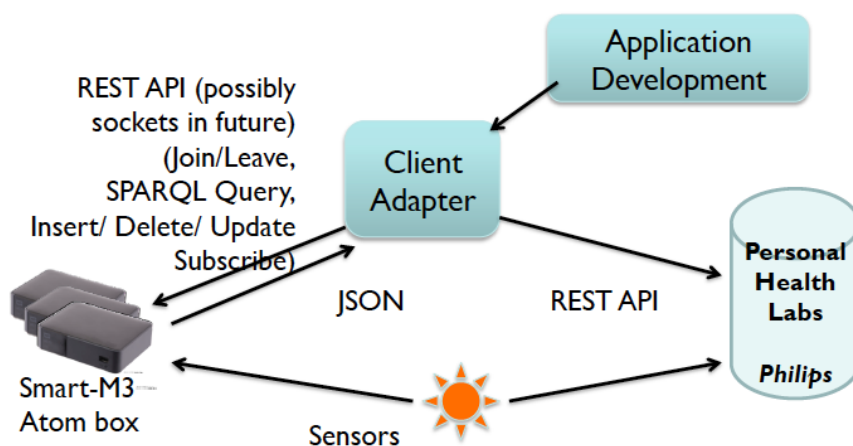 Application
Development
REST API (possibly
sockets in future)
(Join/Leave,
SPARQL Query,
Insert/ Delete/ Update
Subscribe)
Client
Adapter
Personal
Health
Labs
Philips
JSON
REST API
Smart-M3
Atom box
Sensors